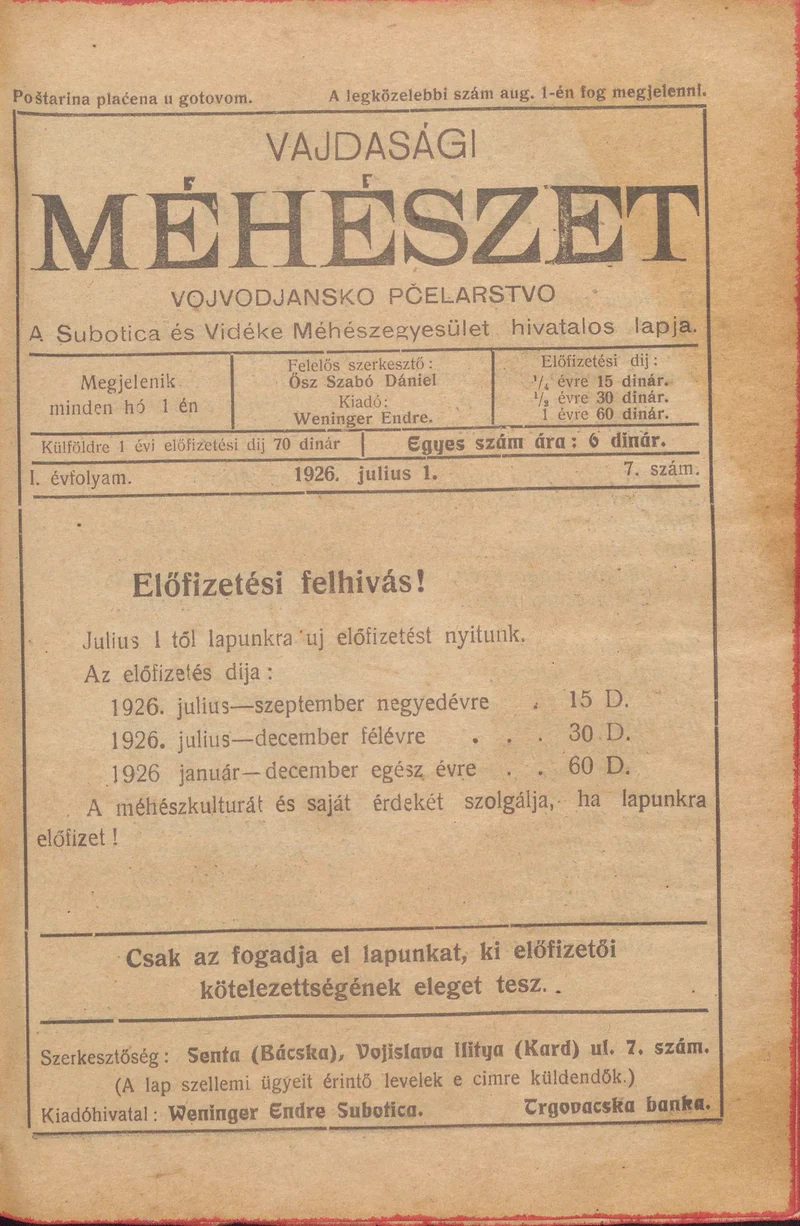 Poštarina plaćena u gotovom. A legközelebbi szám aug. 1-én fog megjelenni.
VAJDASÁGI
MÉHÉSZET
VOJVODJANSKO PČELARSTVO
A Subotica és Vidéke Méhészegyesület hivatalos lapja.
Megjelenik
minden hó 1 én
Felelős szerkesztő:
Ősz Szabó Dániel
Kiadó:
Weninger Endre.
Előfizetési dij:
¹/₄ évre 15 dinár.
¹/₂ évre 30 dinár.
1 évre 60 dinár.
Külföldre 1 évi előfizetési dij 70 dinár | Egyes szám ára: 6 dinár.
I. évfolyam. 1926. julius 1. 7. szám.
Előfizetési felhivás!
Julius 1 től lapunkra uj előfizetést nyitunk.
Az előfizetés dija:
1926. julius—szeptember negyedévre . 15 D.
1926. julius—december félévre . . . 30 D.
1926 január—december egész évre . . 60 D.
A méhészkulturát és saját érdekét szolgálja, ha lapunkra
előfizet!
Csak az fogadja el lapunkat, ki előfizetői
kötelezettségének eleget tesz. .
Szerkesztőség: Senta (Bácska), Vojislava Ilitya (Kard) ul. 7. szám.
(A lap szellemi ügyeit érintő levelek e cimre küldendők.)
Kiadóhivatal: Weninger Endre Subotica. Trgovacska banka.